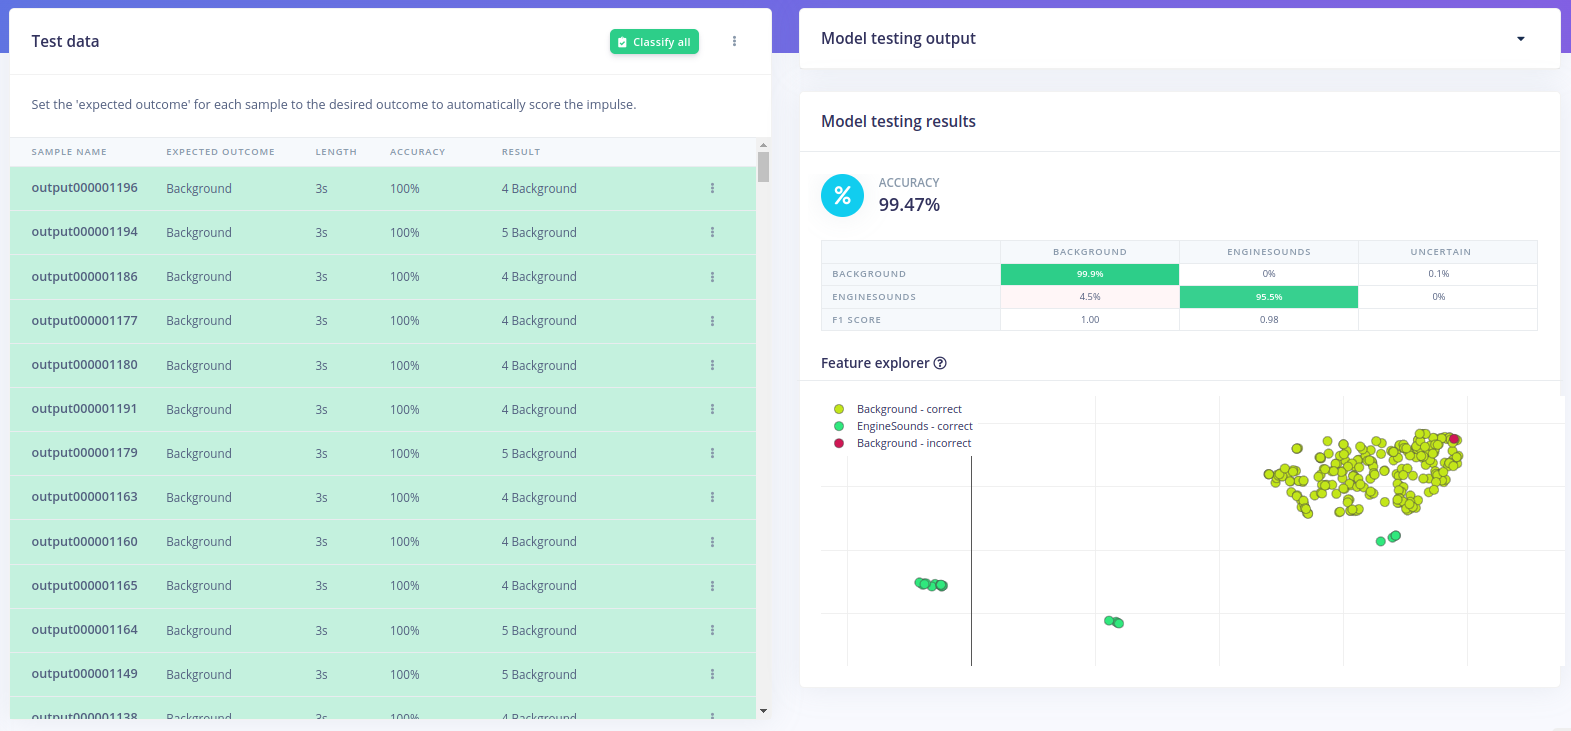 Test data
Classify all
Set the 'expected outcome' for each sample to the desired outcome to automatically score the impulse.
SAMPLE NAME EXPECTED OUTCOME LENGTH ACCURACY RESULT
output000001196 Background 3s 100% 4 Background
output000001194 Background 3s 100% 5 Background
output000001186 Background 3s 100% 4 Background
output000001177 Background 3s 100% 4 Background
output000001180 Background 3s 100% 4 Background
output000001191 Background 3s 100% 4 Background
output000001179 Background 3s 100% 5 Background
output000001163 Background 3s 100% 4 Background
output000001160 Background 3s 100% 4 Background
output000001165 Background 3s 100% 4 Background
output000001164 Background 3s 100% 5 Background
output000001149 Background 3s 100% 5 Background
output000001138 Background 3s 100% 4 Background
Model testing output
Model testing results
%
ACCURACY
99.47%
BACKGROUND ENGINESOUNDS UNCERTAIN
BACKGROUND 99.9% 0% 0.1%
ENGINESOUNDS 4.5% 95.5% 0%
F1 SCORE 1.00 0.98
Feature explorer ?
Background - correct
EngineSounds - correct
Background - incorrect